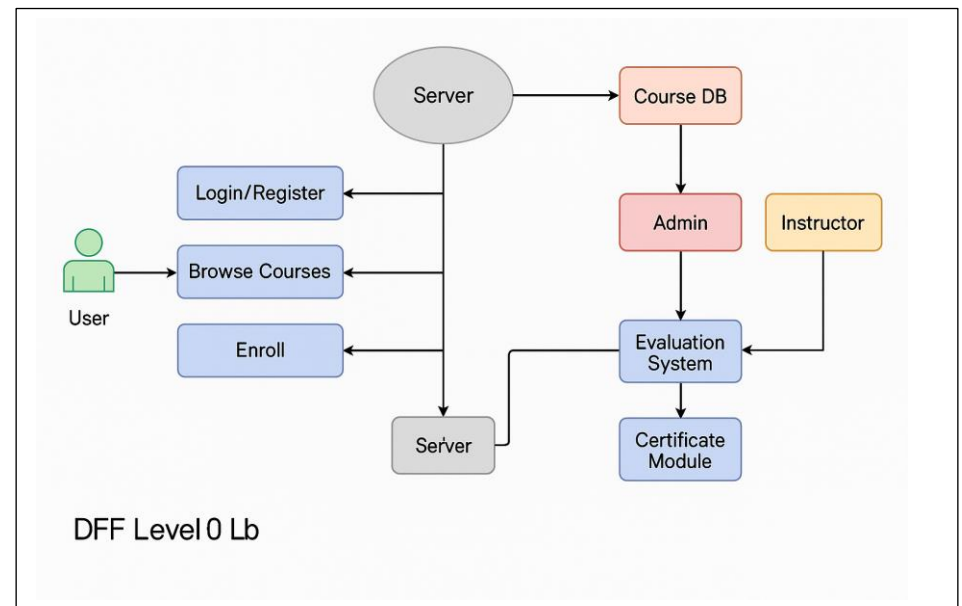 Server
Course DB
Login/Register
Admin
Instructor
Browse Courses
User
Enroll
Evaluation
System
Server
Certificate
Module
DFF Level 0 Lb